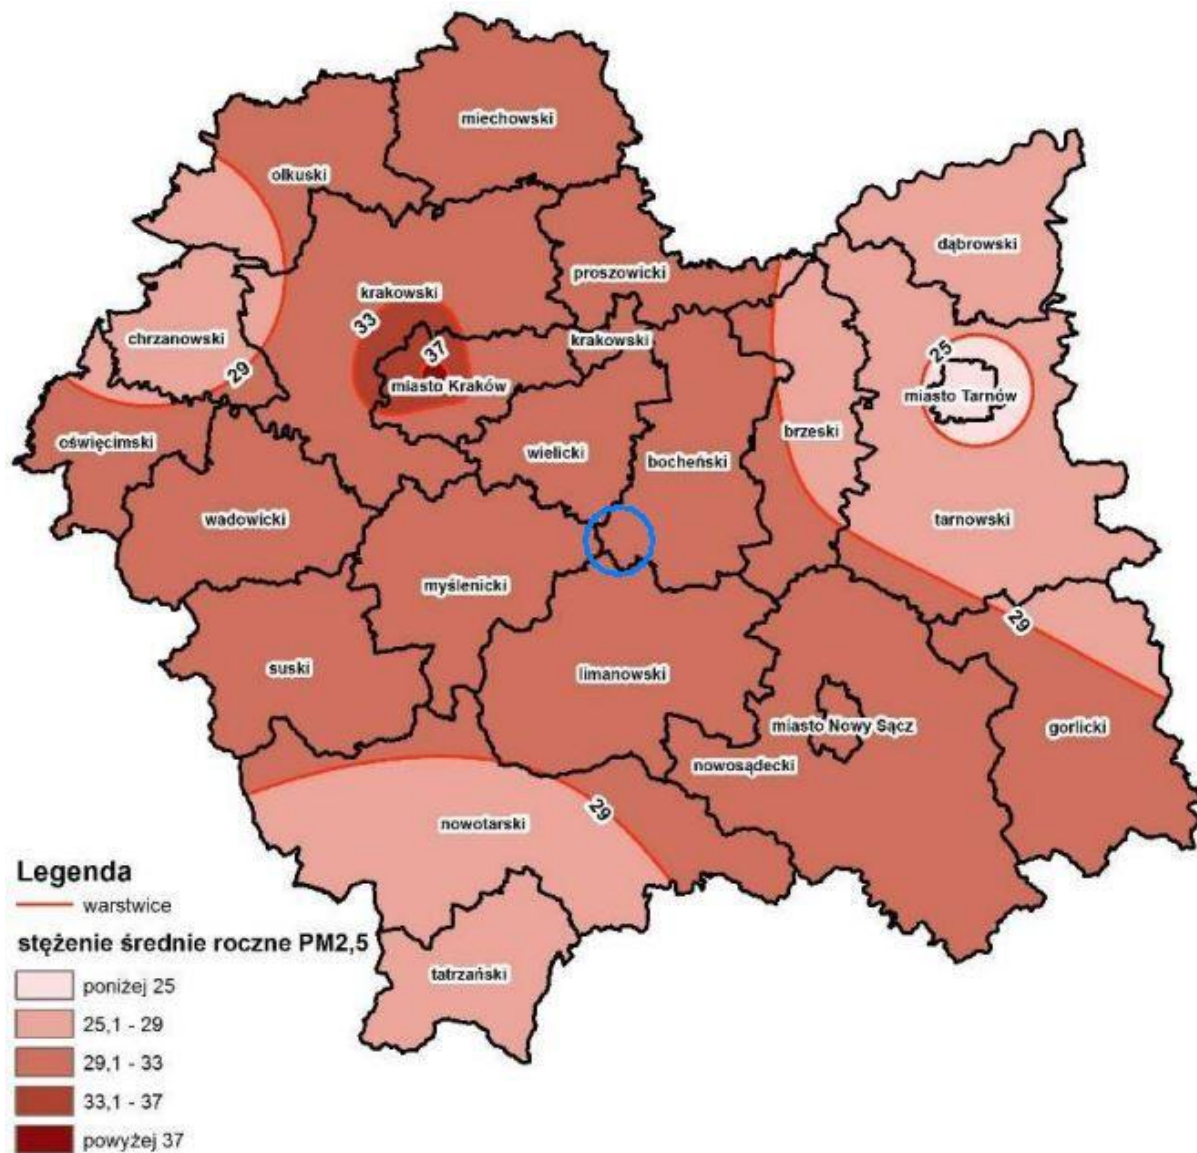 miechowski
olkuski
dąbrowski
proszowicki
krakowski
33
chrzanowski
krakowski
25
37
29
miasto Kraków
miasto Tarnów
oświęcimski
brzeski
wielicki
bocheński
wadowicki
tarnowski
myślenicki
29
suski
limanowski
miasto Nowy Sącz
gorlicki
nowosądecki
29
nowotarski
Legenda
warstwice
stężenie średnie roczne PM2,5
tatrzański
poniżej 25
25,1 - 29
29,1 - 33
33,1 - 37
powyżej 37